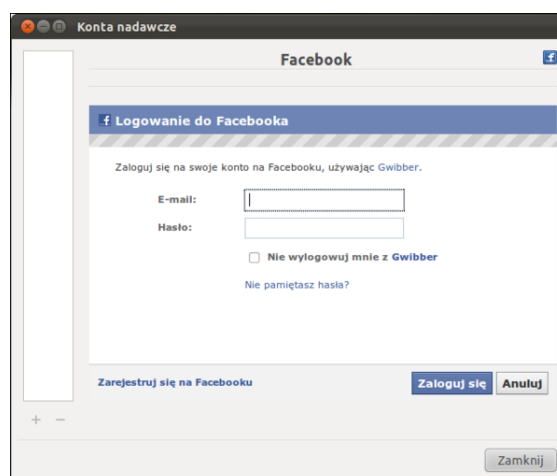 Konta nadawcze
Facebook
f
f Logowanie do Facebooka
Zaloguj się na swoje konto na Facebooku, używając Gwibber.
E-mail:
Hasło:
Nie wylogowuj mnie z Gwibber
Nie pamiętasz hasła?
Zarejestruj się na Facebooku
Zaloguj się Anuluj
+ −
Zamknij